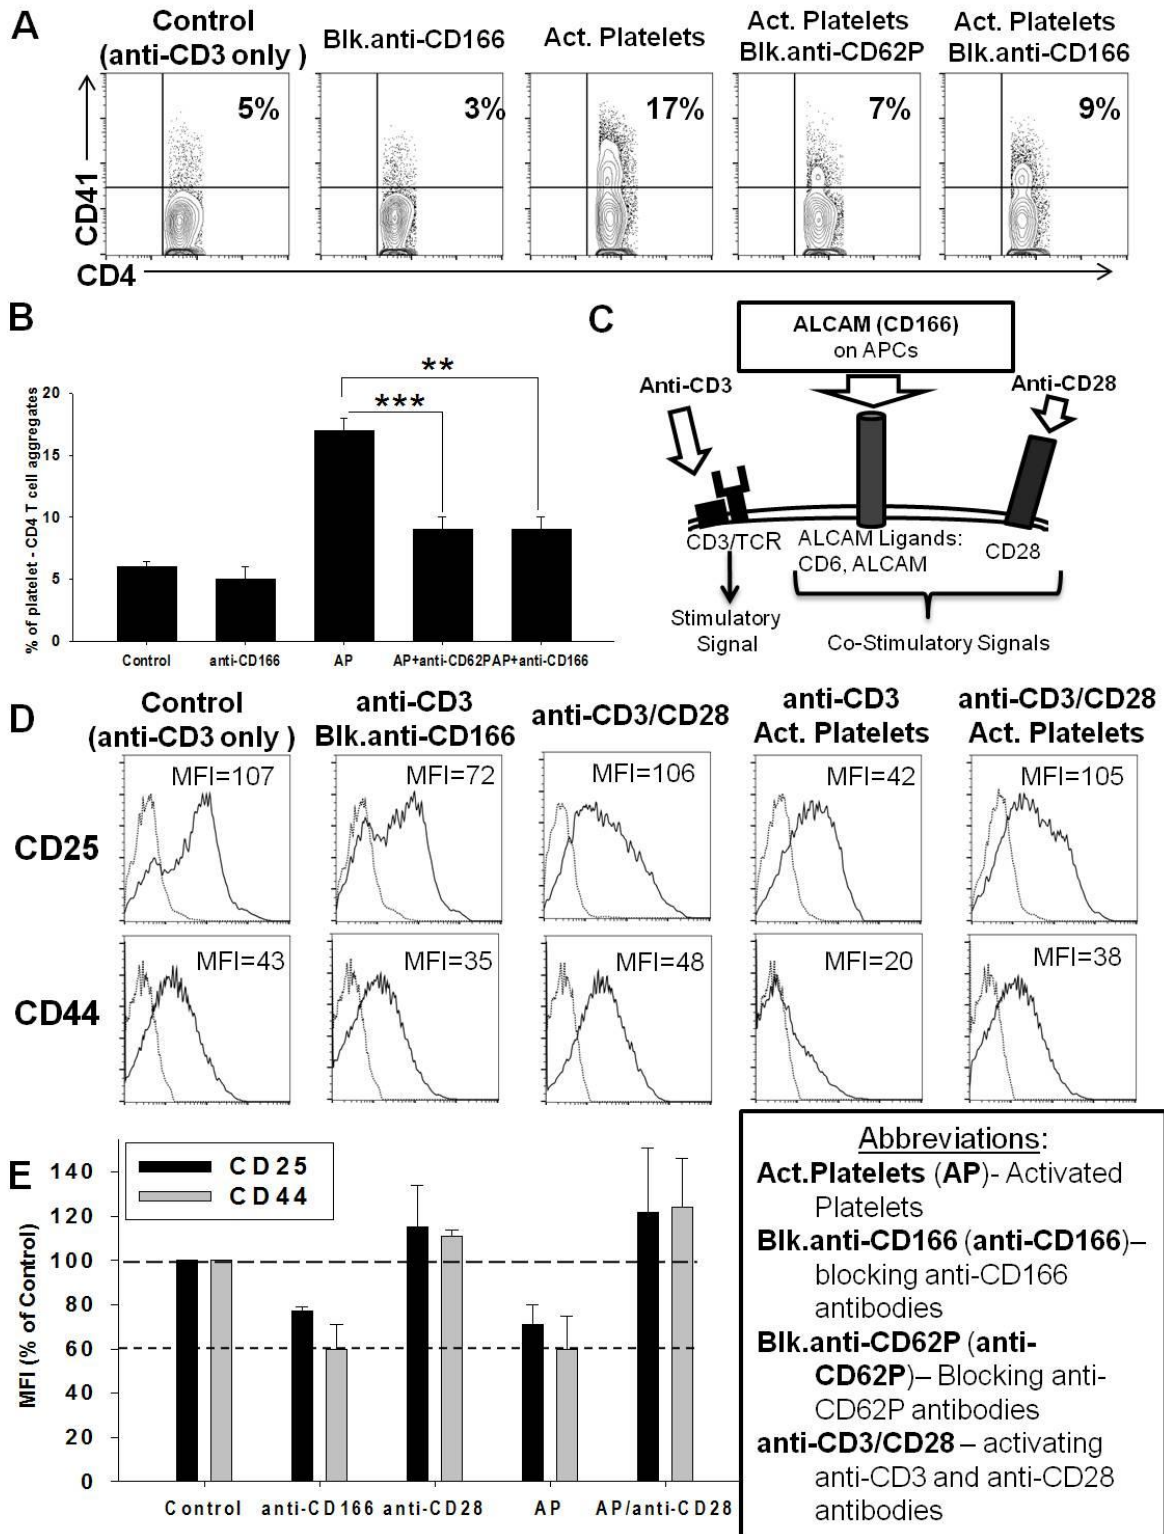 A
Control
(anti-CD3 only )
Blk.anti-CD166
Act. Platelets
Act. Platelets
Blk.anti-CD62P
Act. Platelets
Blk.anti-CD166
5%
3%
17%
7%
9%
CD41
CD4
B
% of platelet - CD4 T cell aggregates
20
15
10
5
0
**
***
Control
anti-CD166
AP
AP+anti-CD62P
AP+anti-CD166
C
ALCAM (CD166)
on APCs
Anti-CD3
Anti-CD28
CD3/TCR
ALCAM Ligands:
CD6, ALCAM
CD28
Stimulatory
Signal
Co-Stimulatory Signals
D
Control
(anti-CD3 only )
anti-CD3
Blk.anti-CD166
anti-CD3/CD28
anti-CD3
Act. Platelets
anti-CD3/CD28
Act. Platelets
CD25
MFI=107
MFI=72
MFI=106
MFI=42
MFI=105
CD44
MFI=43
MFI=35
MFI=48
MFI=20
MFI=38
E
CD25
CD44
MFI (% of Control)
140
120
100
80
60
40
20
0
Control
anti-CD166
anti-CD28
AP
AP/anti-CD28
Abbreviations:
Act.Platelets (AP)- Activated
Platelets
Blk.anti-CD166 (anti-CD166)–
blocking anti-CD166
antibodies
Blk.anti-CD62P (anti-
CD62P)– Blocking anti-
CD62P antibodies
anti-CD3/CD28 – activating
anti-CD3 and anti-CD28
antibodies